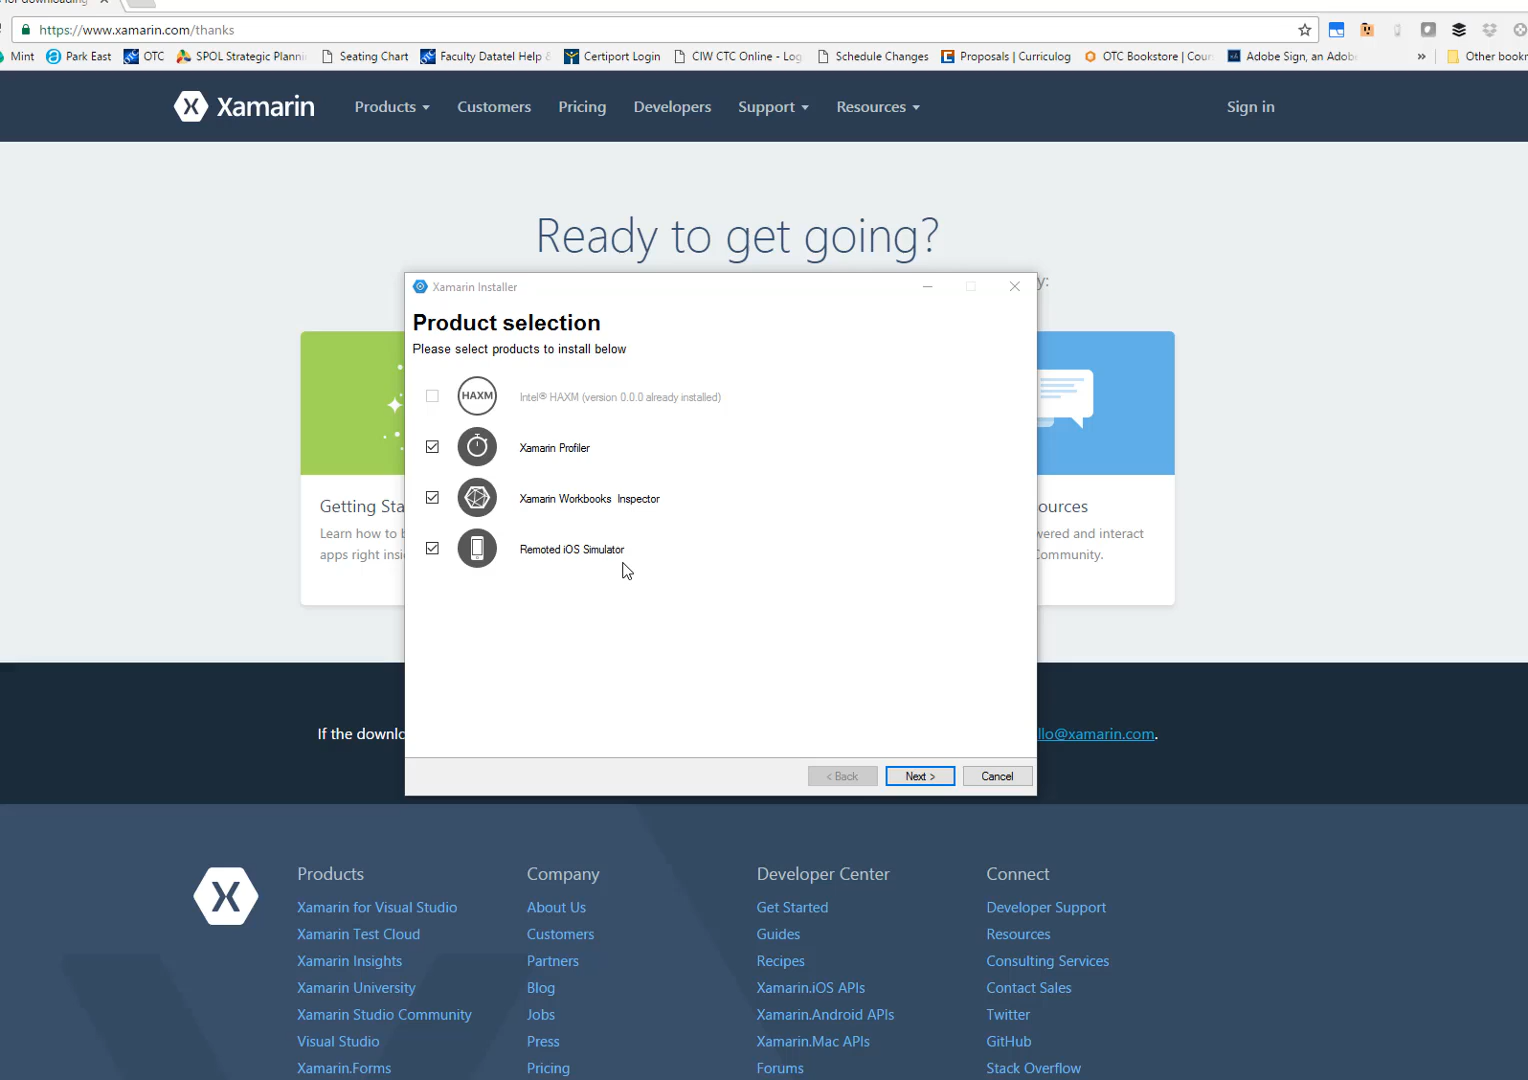 for downloading
https://www.xamarin.com/thanks
Mint
Park East
OTC
SPOL Strategic Plannin
Seating Chart
Faculty Datatel Help &
Certiport Login
CIW CTC Online - Log
Schedule Changes
Proposals | Curriculog
OTC Bookstore | Cour
Adobe Sign, an Adobe
»
Other bookn
Xamarin
Products
Customers
Pricing
Developers
Support
Resources
Sign in
Ready to get going?
y:
Xamarin Installer
Product selection
Please select products to install below
HAXM
Intel® HAXM (version 0.0.0 already installed)
Xamarin Profiler
Xamarin Workbooks Inspector
Remoted iOS Simulator
< Back
Next >
Cancel
Getting Sta
Learn how to b
apps right insi
ources
wered and interact
Community.
If the downlo
llo@xamarin.com.
Products
Xamarin for Visual Studio
Xamarin Test Cloud
Xamarin Insights
Xamarin University
Xamarin Studio Community
Visual Studio
Xamarin.Forms
Company
About Us
Customers
Partners
Blog
Jobs
Press
Pricing
Developer Center
Get Started
Guides
Recipes
Xamarin.iOS APIs
Xamarin.Android APIs
Xamarin.Mac APIs
Forums
Connect
Developer Support
Resources
Consulting Services
Contact Sales
Twitter
GitHub
Stack Overflow